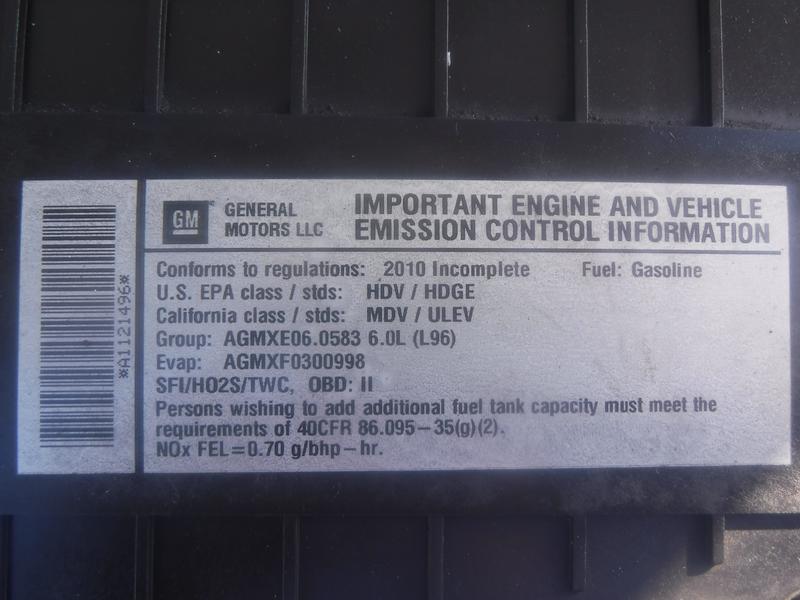 *A1121496*
GM
GENERAL
MOTORS LLC
IMPORTANT ENGINE AND VEHICLE
EMISSION CONTROL INFORMATION
Conforms to regulations: 2010 Incomplete Fuel: Gasoline
U.S. EPA class / stds: HDV / HDGE
California class / stds: MDV / ULEV
Group: AGMXE06.0583 6.0L (L96)
Evap: AGMXF0300998
SFI/HO2S/TWC, OBD: II
Persons wishing to add additional fuel tank capacity must meet the
requirements of 40CFR 86.095-35(g)(2).
NOx FEL=0.70 g/bhp-hr.